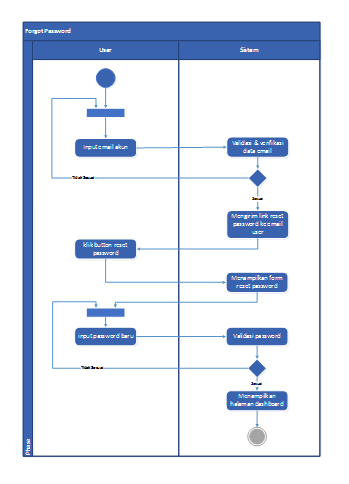 Forgot Password
User
Sistem
Input email akun
Validasi & verifikasi
data email
Tidak Sesuai
Sesuai
Mengirim link reset
password ke email
user
klik button reset
password
Menampilkan form
reset password
input password baru
Validasi password
Tidak Sesuai
Sesuai
Menampilkan
halaman dashboard
Phase